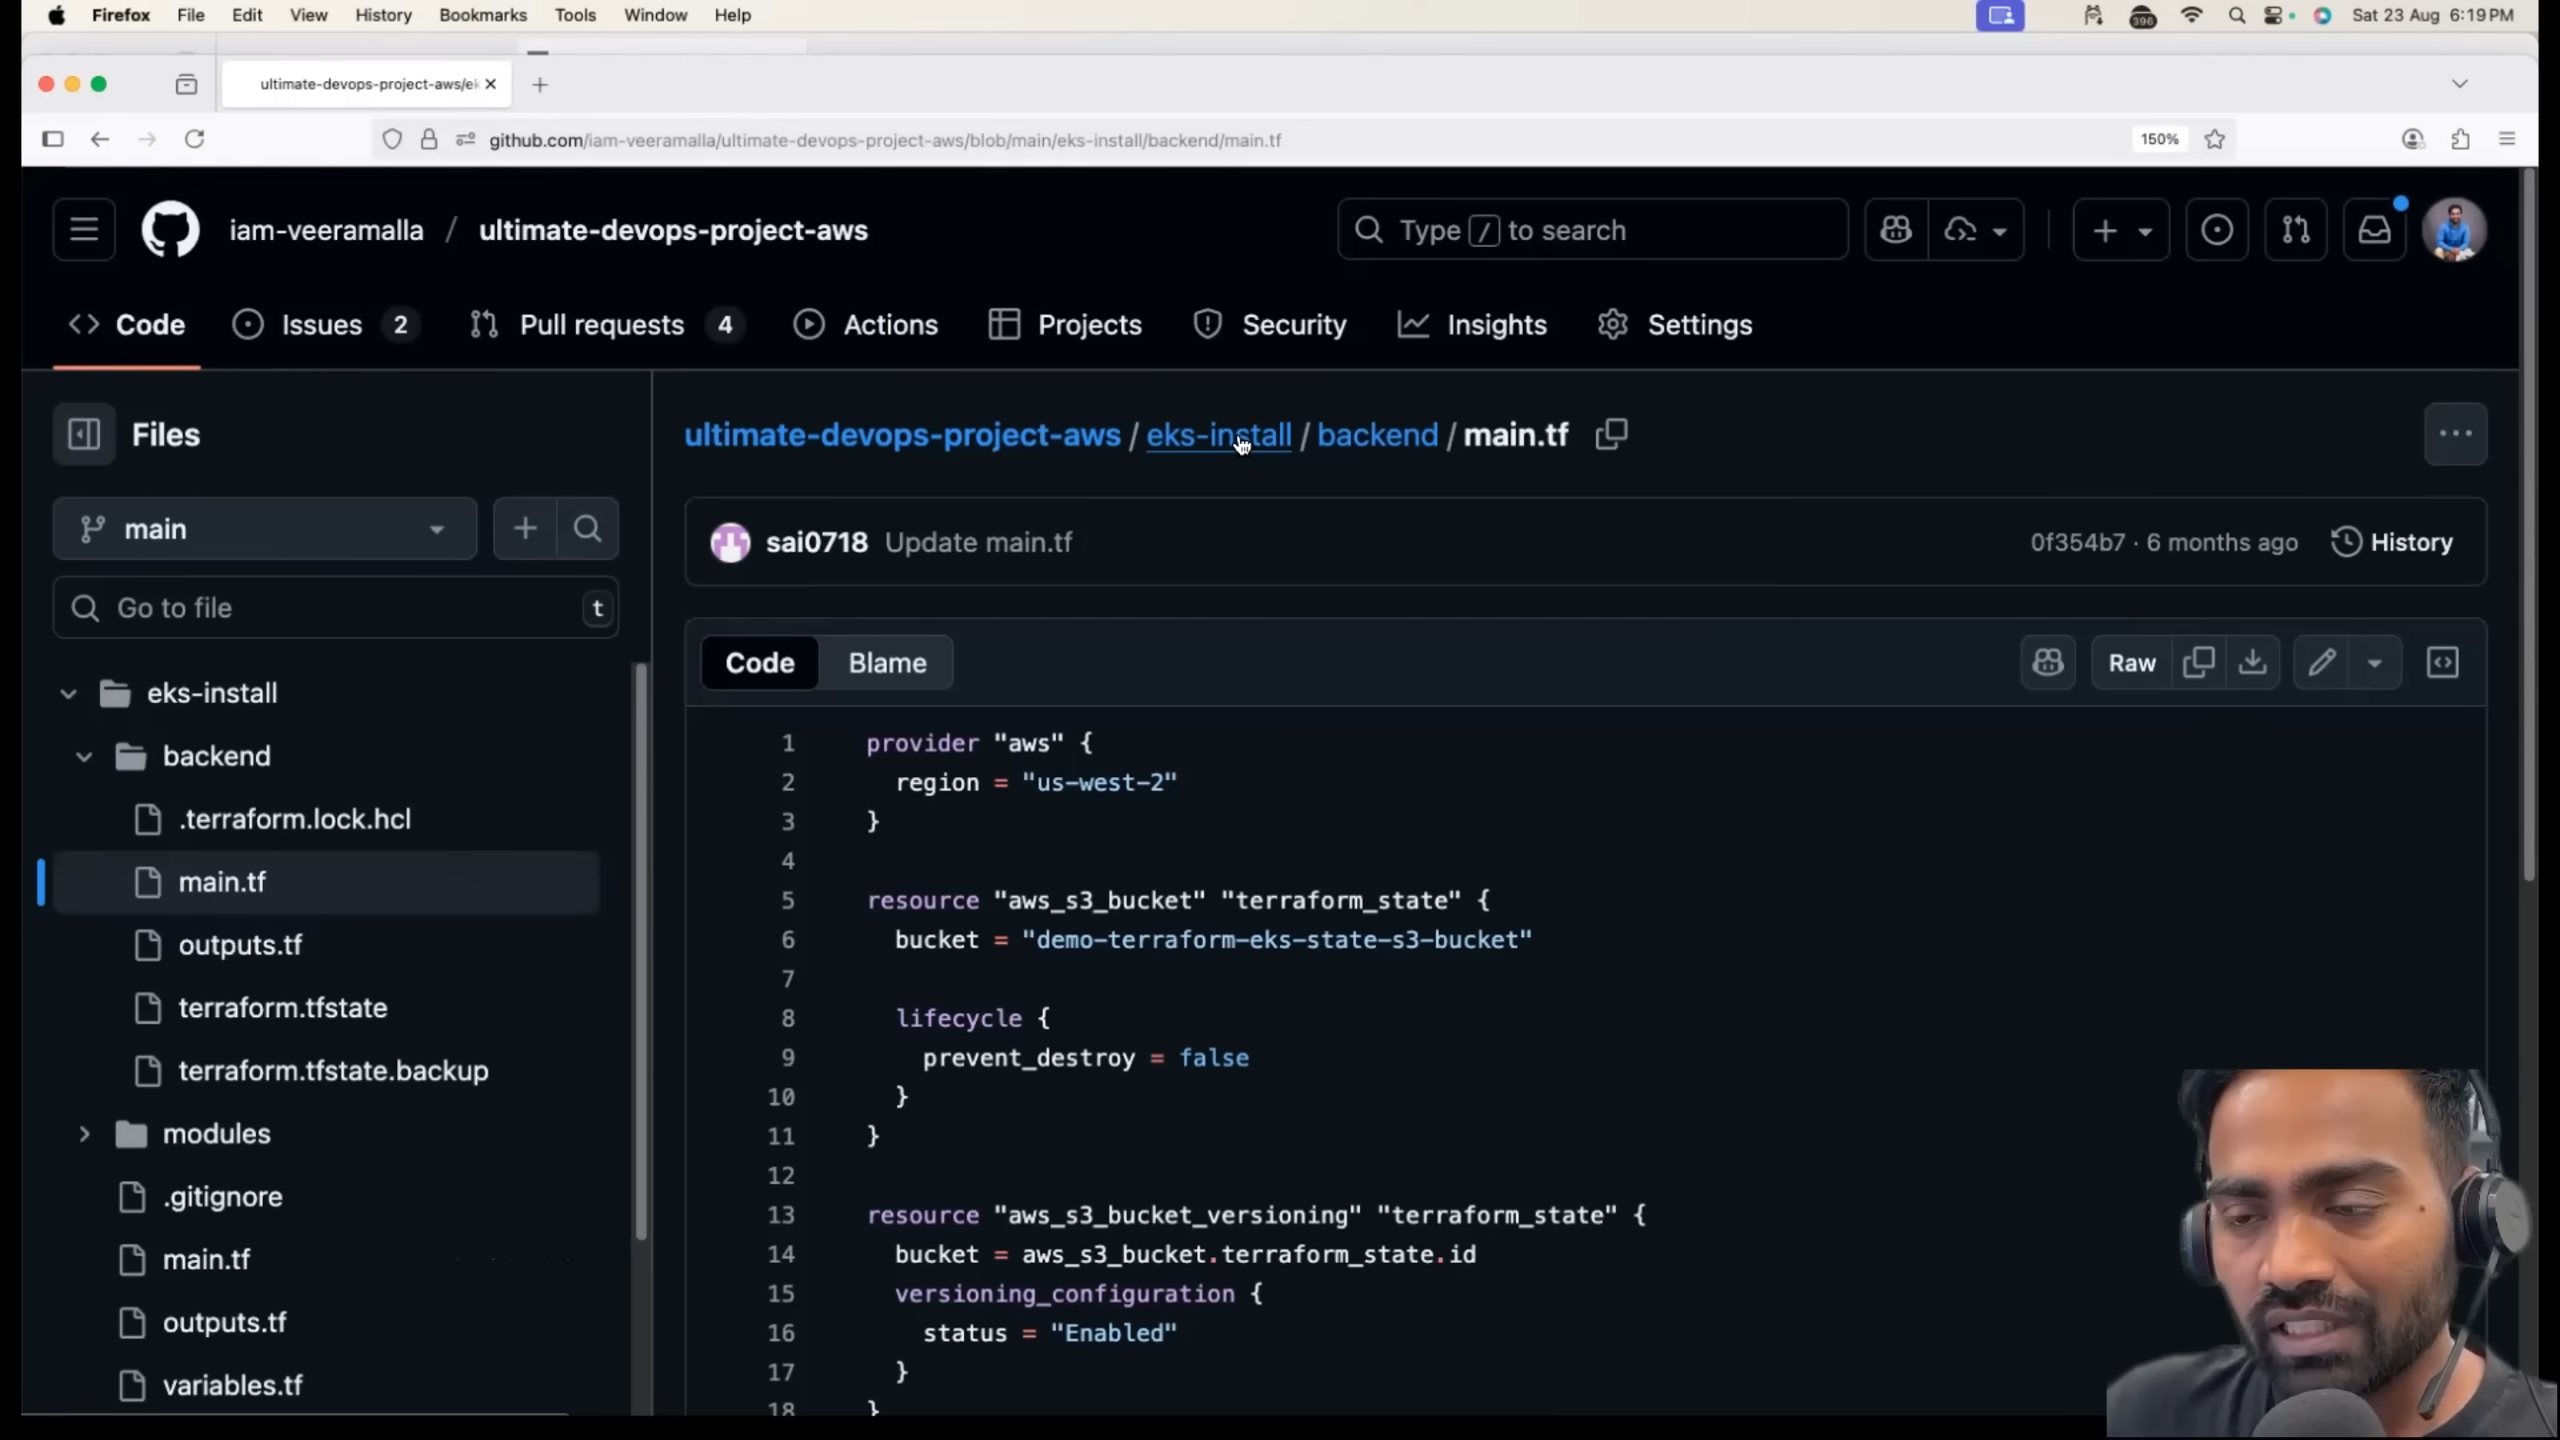 Firefox File Edit View History Bookmarks Tools Window Help
396
Sat 23 Aug 6:19 PM
ultimate-devops-project-aws/ek
github.com/iam-veeramalla/ultimate-devops-project-aws/blob/main/eks-install/backend/main.tf
150%
iam-veeramalla / ultimate-devops-project-aws
Type / to search
Code
Issues 2
Pull requests 4
Actions
Projects
Security
Insights
Settings
Files
main
Go to file t
eks-install
backend
.terraform.lock.hcl
main.tf
outputs.tf
terraform.tfstate
terraform.tfstate.backup
modules
.gitignore
main.tf
outputs.tf
variables.tf
ultimate-devops-project-aws / eks-install / backend / main.tf
sai0718 Update main.tf
0f354b7 · 6 months ago
History
Code Blame
Raw
1 provider "aws" {
2 region = "us-west-2"
3 }
4
5 resource "aws_s3_bucket" "terraform_state" {
6 bucket = "demo-terraform-eks-state-s3-bucket"
7
8 lifecycle {
9 prevent_destroy = false
10 }
11 }
12
13 resource "aws_s3_bucket_versioning" "terraform_state" {
14 bucket = aws_s3_bucket.terraform_state.id
15 versioning_configuration {
16 status = "Enabled"
17 }
18 }